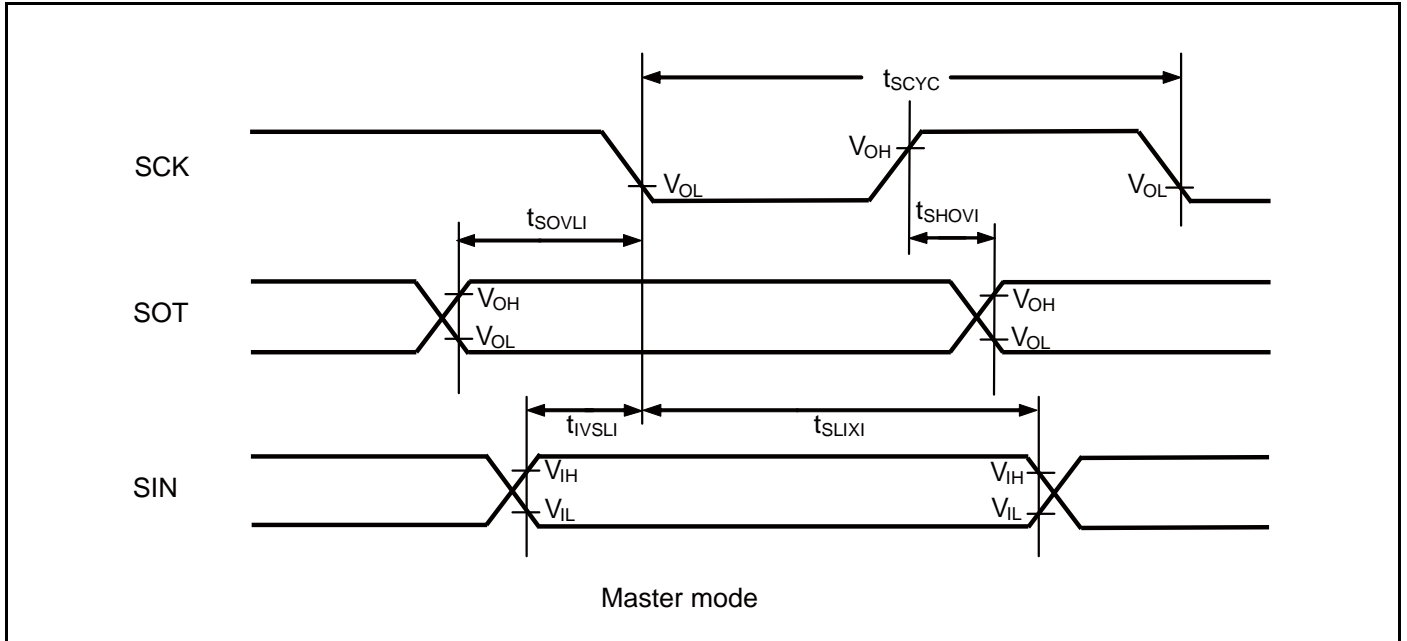 tSCYC
SCK
VOH
VOL
VOL
tSOVLI
tSHOVI
SOT
VOH
VOH
VOL
VOL
tIVSLI
tSLIXI
SIN
VIH
VIH
VIL
VIL
Master mode